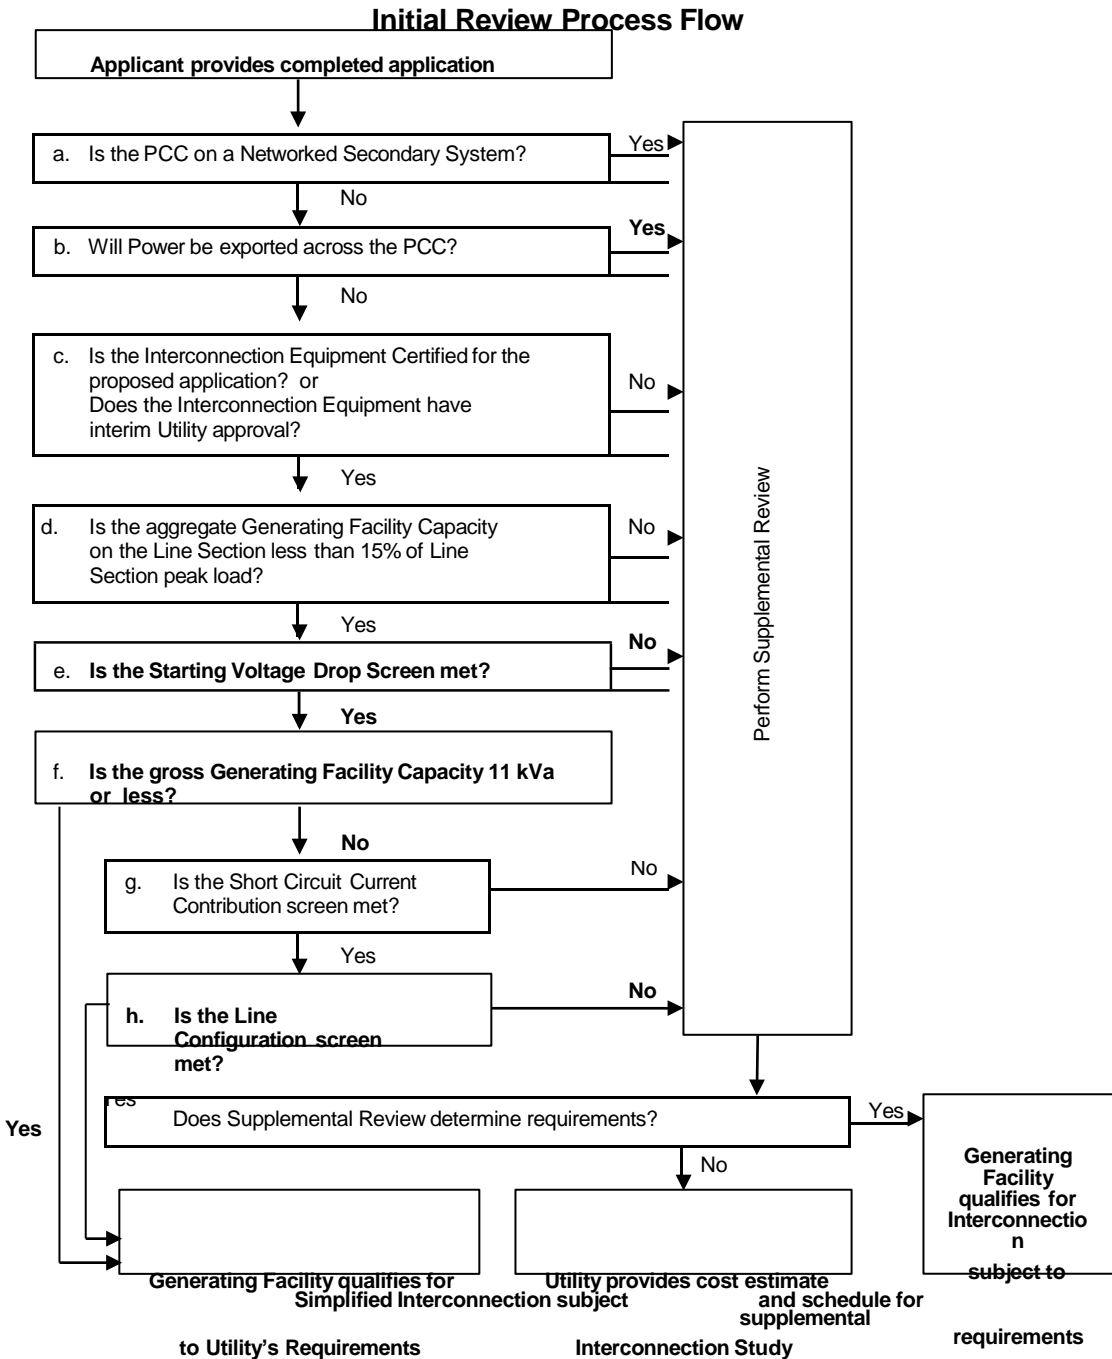 Initial Review Process Flow
Applicant provides completed application
a. Is the PCC on a Networked Secondary System?
Yes
No
b. Will Power be exported across the PCC?
Yes
No
c. Is the Interconnection Equipment Certified for the
proposed application? or
Does the Interconnection Equipment have
interim Utility approval?
No
Yes
d. Is the aggregate Generating Facility Capacity
on the Line Section less than 15% of Line
Section peak load?
No
Yes
e. Is the Starting Voltage Drop Screen met?
No
Yes
f. Is the gross Generating Facility Capacity 11 kVa
or less?
No
g. Is the Short Circuit Current
Contribution screen met?
No
Yes
h. Is the Line
Configuration screen
met?
No
Perform Supplemental Review
Yes
Yes
Does Supplemental Review determine requirements?
Yes
No
Generating
Facility
qualifies for
Interconnectio
n
subject to
requirements
Generating Facility qualifies for
Simplified Interconnection subject
to Utility's Requirements
Utility provides cost estimate
and schedule for
supplemental
Interconnection Study